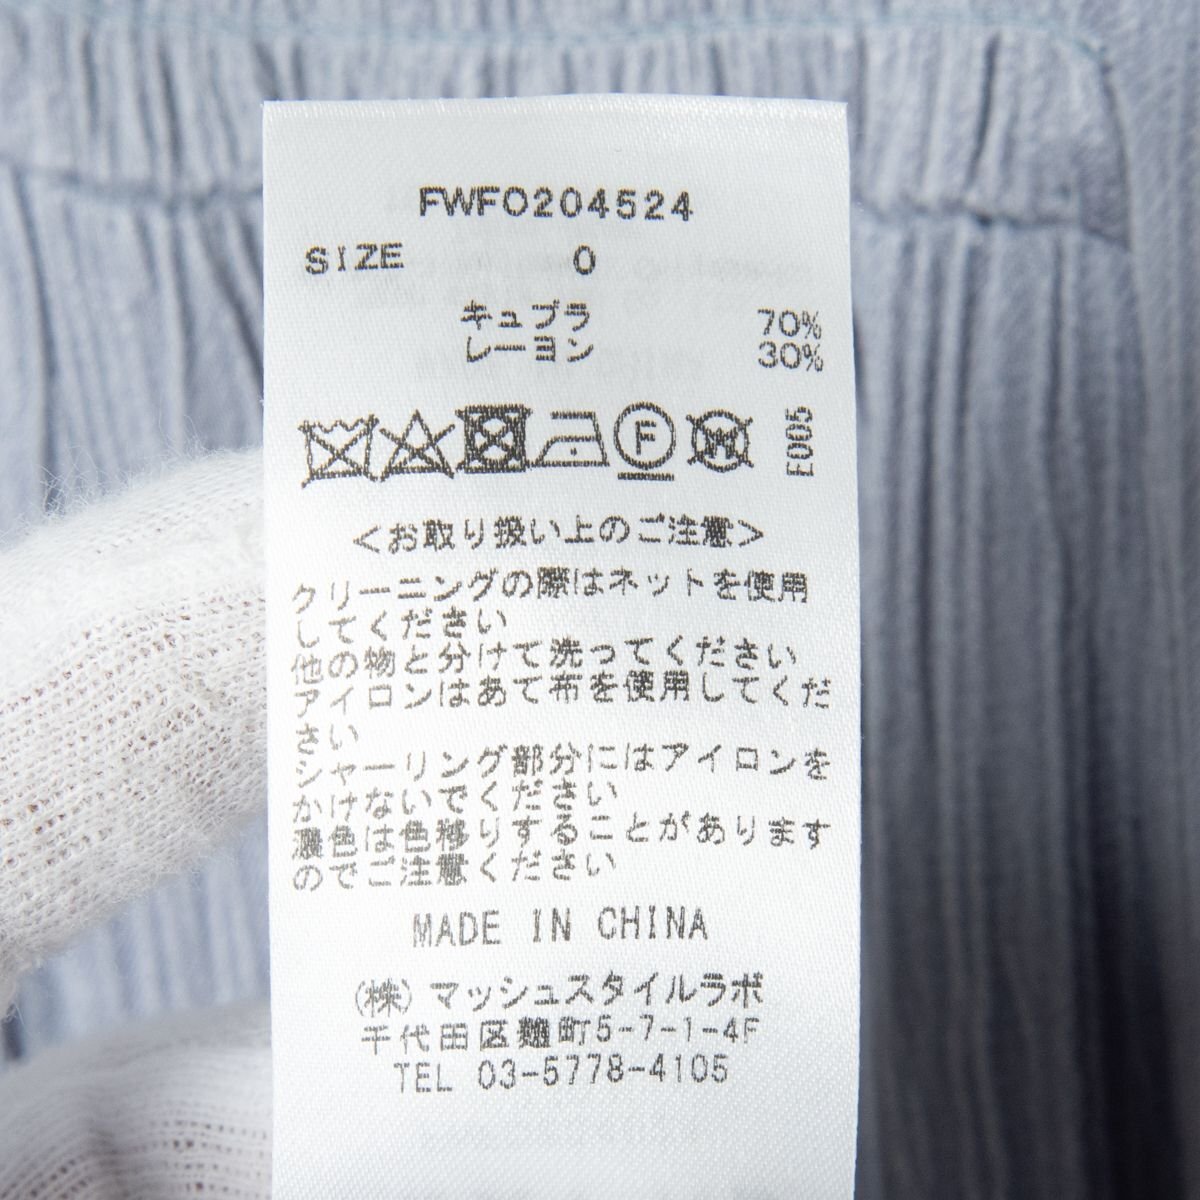 FWFO204524
SIZE 0
キュプラ 70%
レーヨン 30%
F W E005
＜お取り扱い上のご注意＞
クリーニングの際はネットを使用
してください
他の物と分けて洗ってください
アイロンはあて布を使用してくだ
さい
シャーリング部分にはアイロンを
かけないでください
濃色は色移りすることがあります
のでご注意ください
MADE IN CHINA
(株)マッシュスタイルラボ
千代田区麹町5-7-1-4F
TEL 03-5778-4105